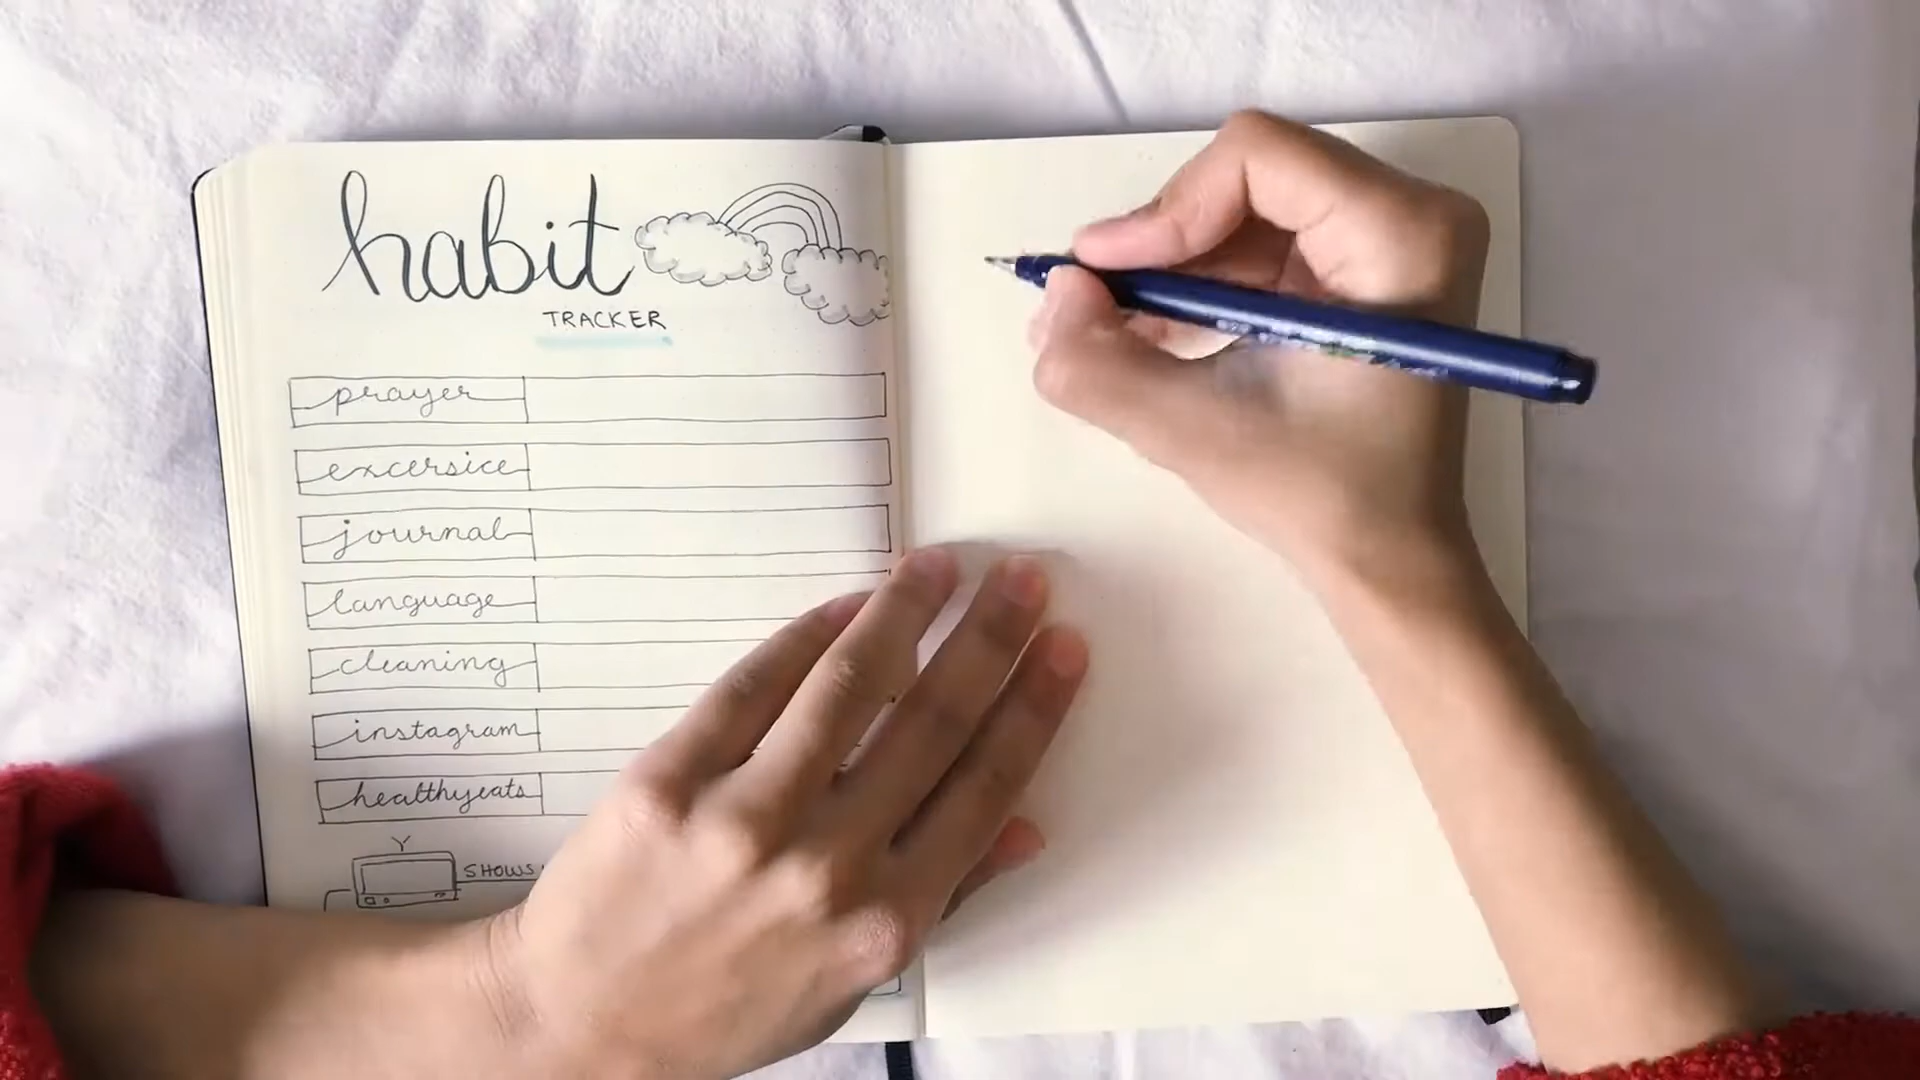 habit
TRACKER
prayer
excersice
journal
language
cleaning
instagram
healthyeats
SHOWS